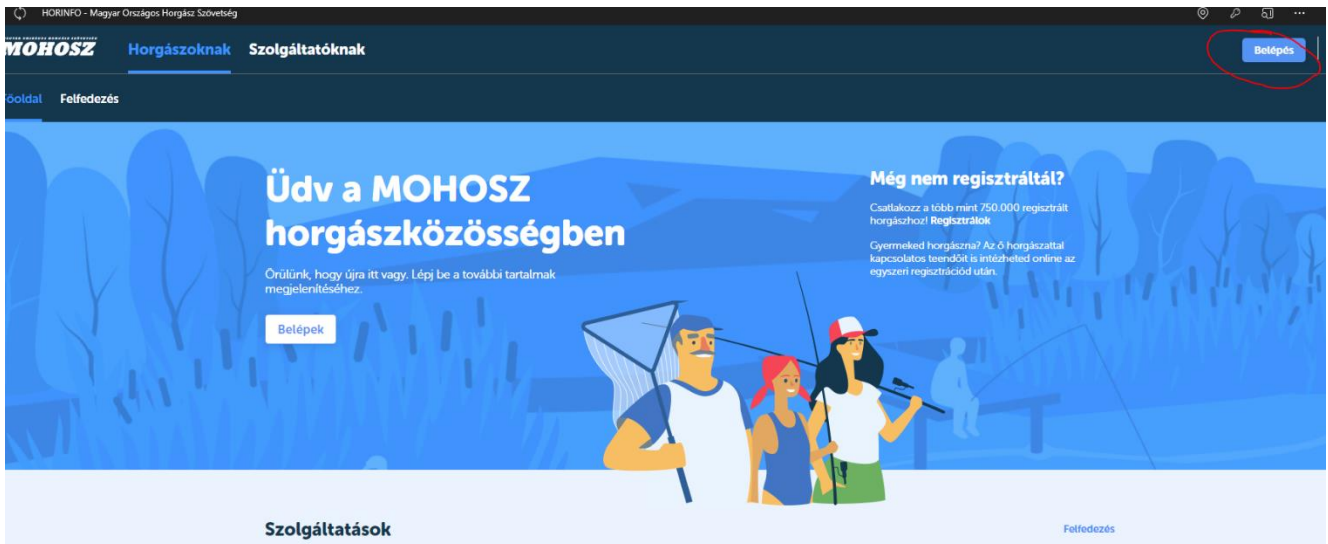 HORINFO - Magyar Országos Horgász Szövetség
MOHOSZ Horgászoknak Szolgáltatóknak Belépés
őoldal Felfedezés
Üdv a MOHOSZ
horgászközösségben
Örülünk, hogy újra itt vagy. Lépj be a további tartalmak
megjelenítéséhez.
Belépek
Még nem regisztráltál?
Csatlakozz a több mint 750.000 regisztrált
horgászhoz! Regisztrálok
Gyermeked horgászna? Az ő horgászattal
kapcsolatos teendőit is intézheted online az
egyszeri regisztrációd után.
Szolgáltatások Felfedezés